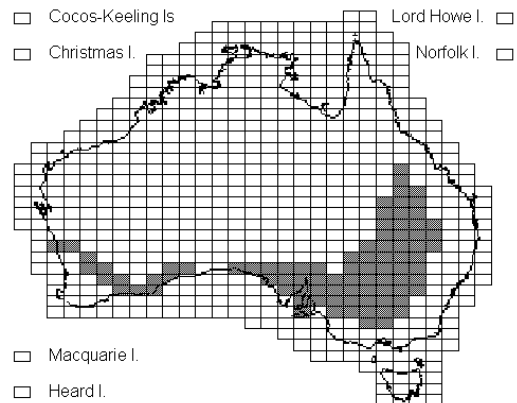 Cocos-Keeling Is
Lord Howe I.
Christmas I.
Norfolk I.
Macquarie I.
Heard I.